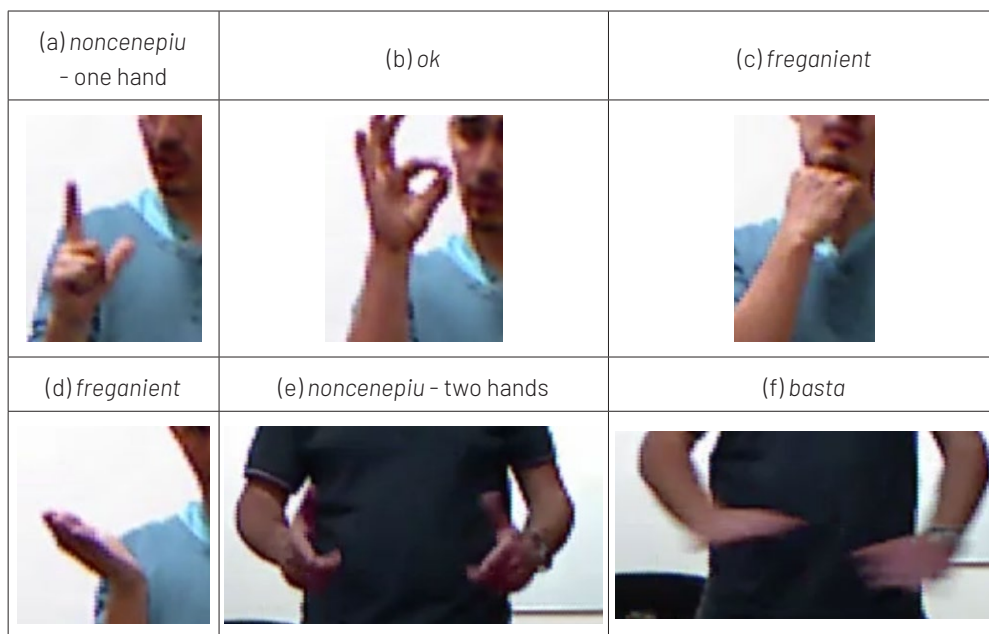 (a) noncenepiu
- one hand
(b) ok
(c) freganient
(d) freganient
(e) noncenepiu - two hands
(f) basta